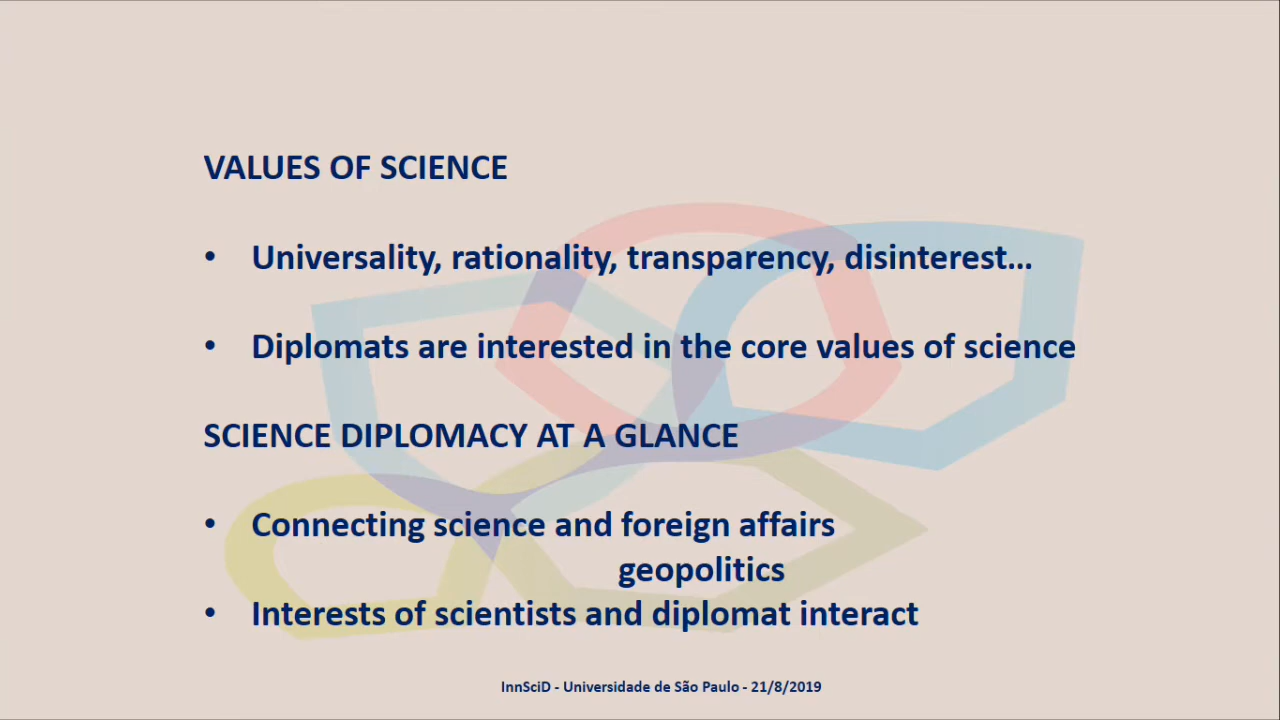 VALUES OF SCIENCE
• Universality, rationality, transparency, disinterest...
• Diplomats are interested in the core values of science
SCIENCE DIPLOMACY AT A GLANCE
• Connecting science and foreign affairs
geopolitics
• Interests of scientists and diplomat interact
InnSciD - Universidade de São Paulo - 21/8/2019